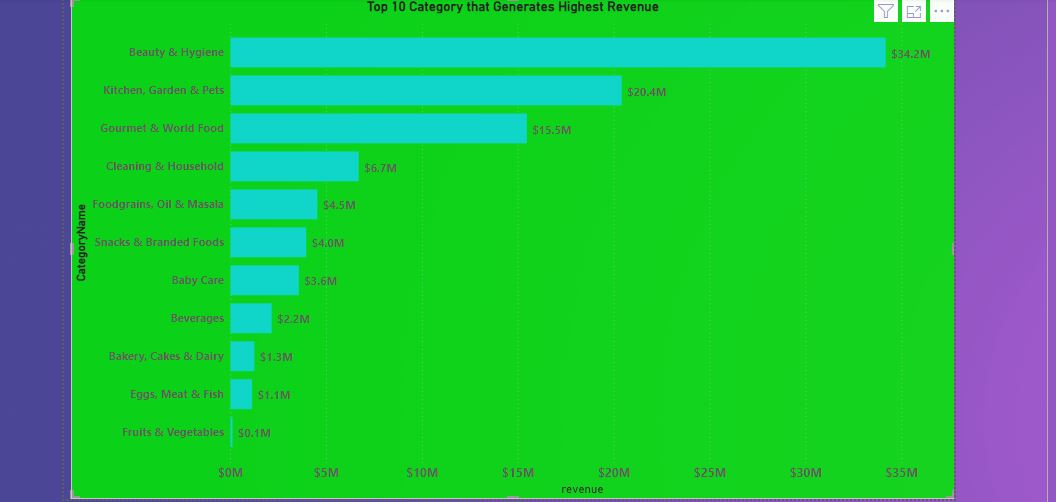 Top 10 Category that Generates Highest Revenue
CategoryName
Beauty & Hygiene $34.2M
Kitchen, Garden & Pets $20.4M
Gourmet & World Food $15.5M
Cleaning & Household $6.7M
Foodgrains, Oil & Masala $4.5M
Snacks & Branded Foods $4.0M
Baby Care $3.6M
Beverages $2.2M
Bakery, Cakes & Dairy $1.3M
Eggs, Meat & Fish $1.1M
Fruits & Vegetables $0.1M
$0M $5M $10M $15M $20M $25M $30M $35M
revenue